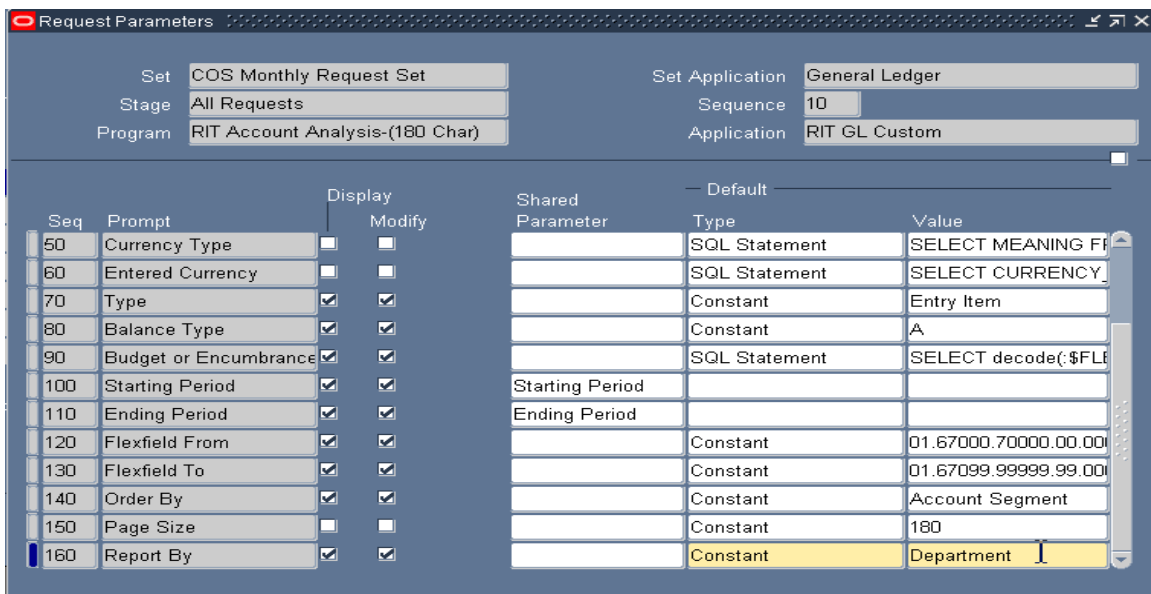 Request Parameters
Set COS Monthly Request Set Set Application General Ledger
Stage All Requests Sequence 10
Program RIT Account Analysis-(180 Char) Application RIT GL Custom
Display Shared Default
Seq Prompt Modify Parameter Type Value
50 Currency Type SQL Statement SELECT MEANING
60 Entered Currency SQL Statement SELECT CURRENCY_
70 Type Constant Entry Item
80 Balance Type Constant A
90 Budget or Encumbrance SQL Statement SELECT decode(:$FLE
100 Starting Period Starting Period
110 Ending Period Ending Period
120 Flexfield From Constant 01.67000.70000.00.00
130 Flexfield To Constant 01.67099.99999.99.00
140 Order By Constant Account Segment
150 Page Size Constant 180
160 Report By Constant Department